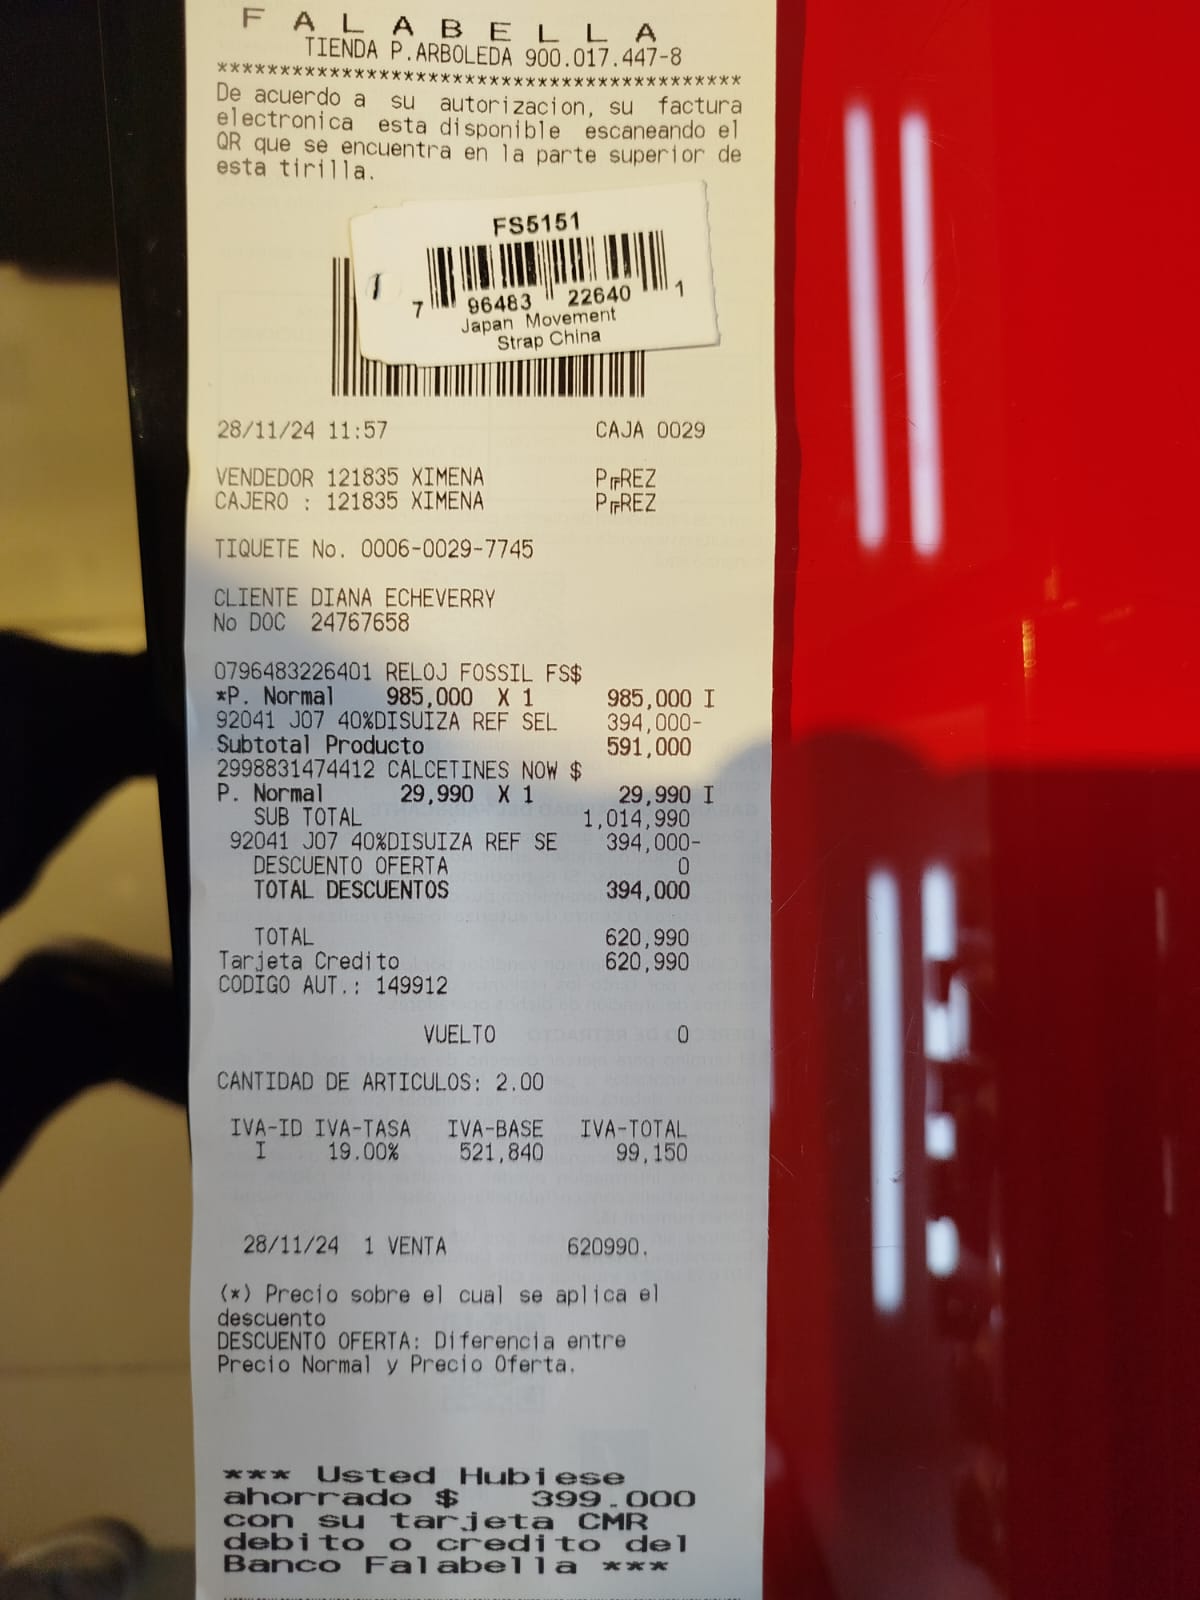 F A L A B E L L A
TIENDA P.ARBOLEDA 900.017.447-8
******************************************
De acuerdo a su autorizacion, su factura
electronica esta disponible escaneando el
QR que se encuentra en la parte superior de
esta tirilla.
FS5151
7 96483 22640 1
Japan Movement
Strap China
28/11/24 11:57 CAJA 0029
VENDEDOR 121835 XIMENA P╔REZ
CAJERO : 121835 XIMENA P╔REZ
TIQUETE No. 0006-0029-7745
CLIENTE DIANA ECHEVERRY
No DOC 24767658
0796483226401 RELOJ FOSSIL FS$
*P. Normal 985,000 X 1 985,000 I
92041 J07 40%DISUIZA REF SEL 394,000-
Subtotal Producto 591,000
2998831474412 CALCETINES NOW $
P. Normal 29,990 X 1 29,990 I
SUB TOTAL 1,014,990
92041 J07 40%DISUIZA REF SE 394,000-
DESCUENTO OFERTA 0
TOTAL DESCUENTOS 394,000
TOTAL 620,990
Tarjeta Credito 620,990
CODIGO AUT.: 149912
VUELTO 0
CANTIDAD DE ARTICULOS: 2.00
IVA-ID IVA-TASA IVA-BASE IVA-TOTAL
I 19.00% 521,840 99,150
28/11/24 1 VENTA 620990.
(*) Precio sobre el cual se aplica el
descuento
DESCUENTO OFERTA: Diferencia entre
Precio Normal y Precio Oferta.
*** Usted Hubiese
ahorrado $ 399.000
con su tarjeta CMR
debito o credito del
Banco Falabella ***